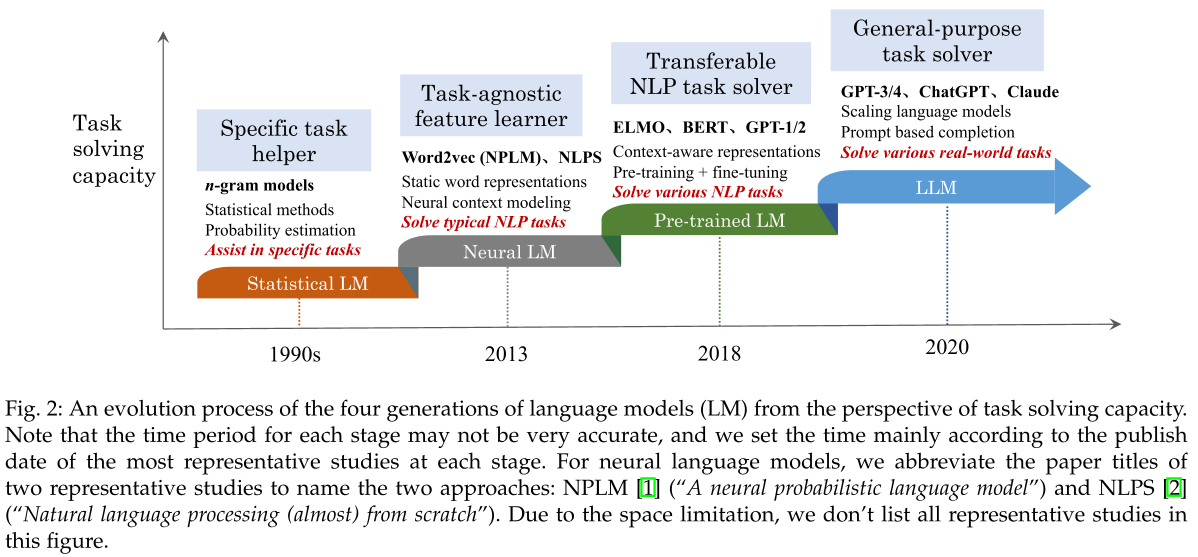 Task
solving
capacity
Specific task
helper
n-gram models
Statistical methods
Probability estimation
Assist in specific tasks
Statistical LM
1990s
Task-agnostic
feature learner
Word2vec (NPLM)、NLPS
Static word representations
Neural context modeling
Solve typical NLP tasks
Neural LM
2013
Transferable
NLP task solver
ELMO、BERT、GPT-1/2
Context-aware representations
Pre-training + fine-tuning
Solve various NLP tasks
Pre-trained LM
2018
General-purpose
task solver
GPT-3/4、ChatGPT、Claude
Scaling language models
Prompt based completion
Solve various real-world tasks
LLM
2020
Fig. 2: An evolution process of the four generations of language models (LM) from the perspective of task solving capacity.
Note that the time period for each stage may not be very accurate, and we set the time mainly according to the publish
date of the most representative studies at each stage. For neural language models, we abbreviate the paper titles of
two representative studies to name the two approaches: NPLM [1] (“A neural probabilistic language model”) and NLPS [2]
(“Natural language processing (almost) from scratch”). Due to the space limitation, we don’t list all representative studies in
this figure.